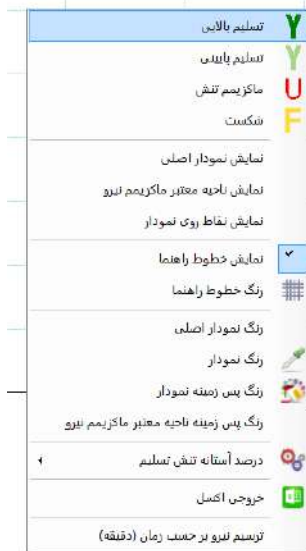 تسلیم بالایی Y
تسلیم پایینی Y
ماکزیمم تنش U
شکست F
نمایش نمودار اصلی
نمایش ناحیه معتبر ماکزیمم نیرو
نمایش نقاط روی نمودار
نمایش خطوط راهنما
رنگ خطوط راهنما
رنگ نمودار اصلی
رنگ نمودار
رنگ پس زمینه نمودار
رنگ پس زمینه ناحیه معتبر ماکزیمم نیرو
درصد آستانه تنش تسلیم
خروجی اکسل
ترسیم نیرو بر حسب زمان (دقیقه)